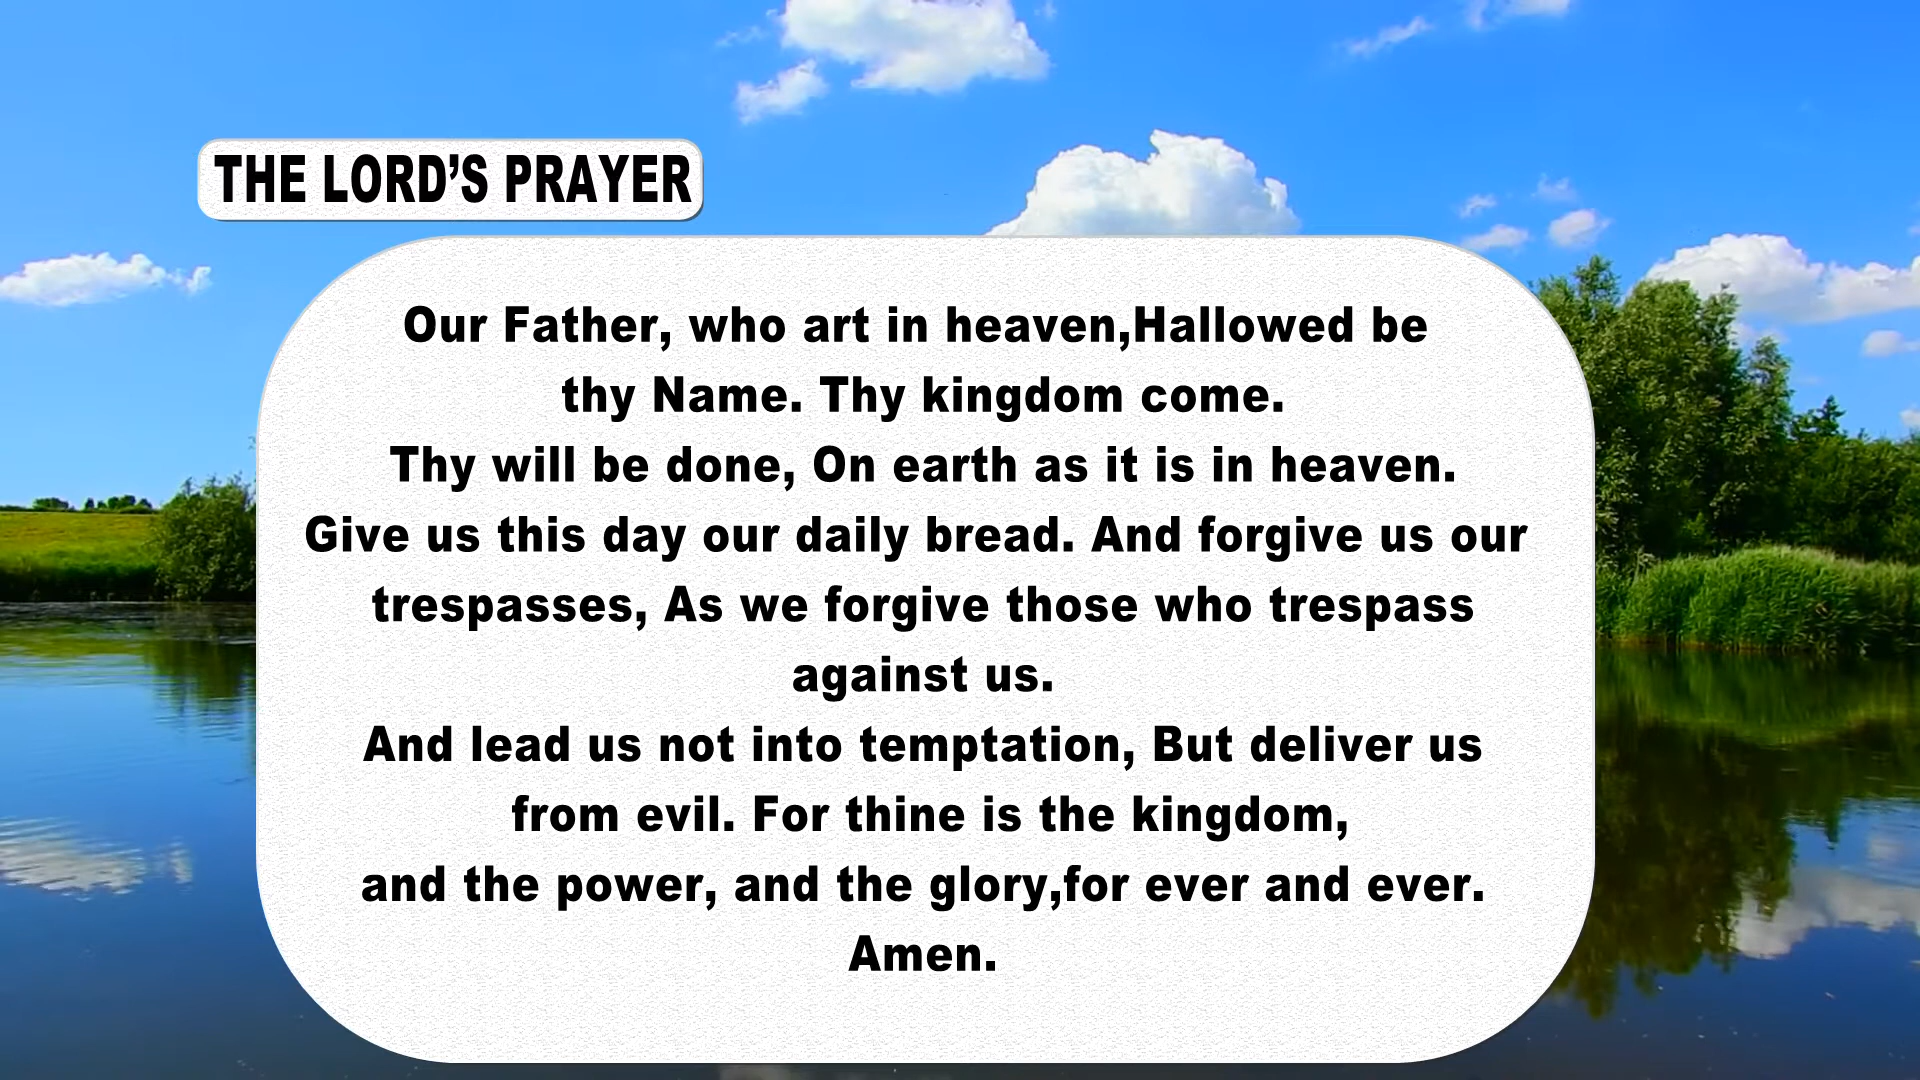 THE LORD’S PRAYER
Our Father, who art in heaven,Hallowed be
thy Name. Thy kingdom come.
Thy will be done, On earth as it is in heaven.
Give us this day our daily bread. And forgive us our
trespasses, As we forgive those who trespass
against us.
And lead us not into temptation, But deliver us
from evil. For thine is the kingdom,
and the power, and the glory,for ever and ever.
Amen.